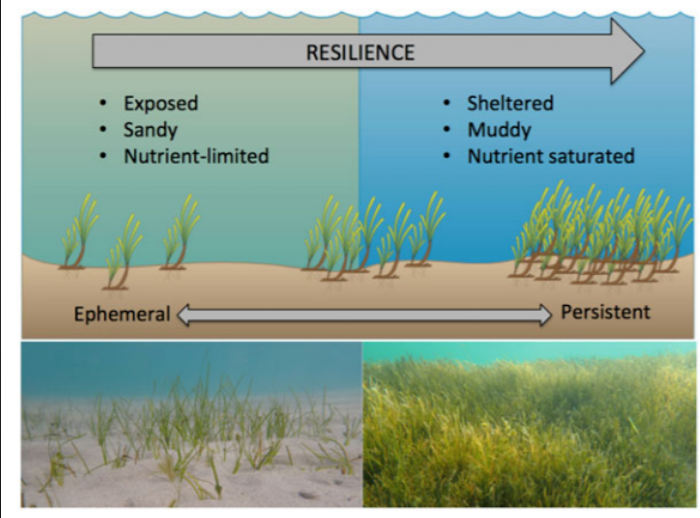 RESILIENCE
• Exposed
• Sandy
• Nutrient-limited
• Sheltered
• Muddy
• Nutrient saturated
Ephemeral
Persistent